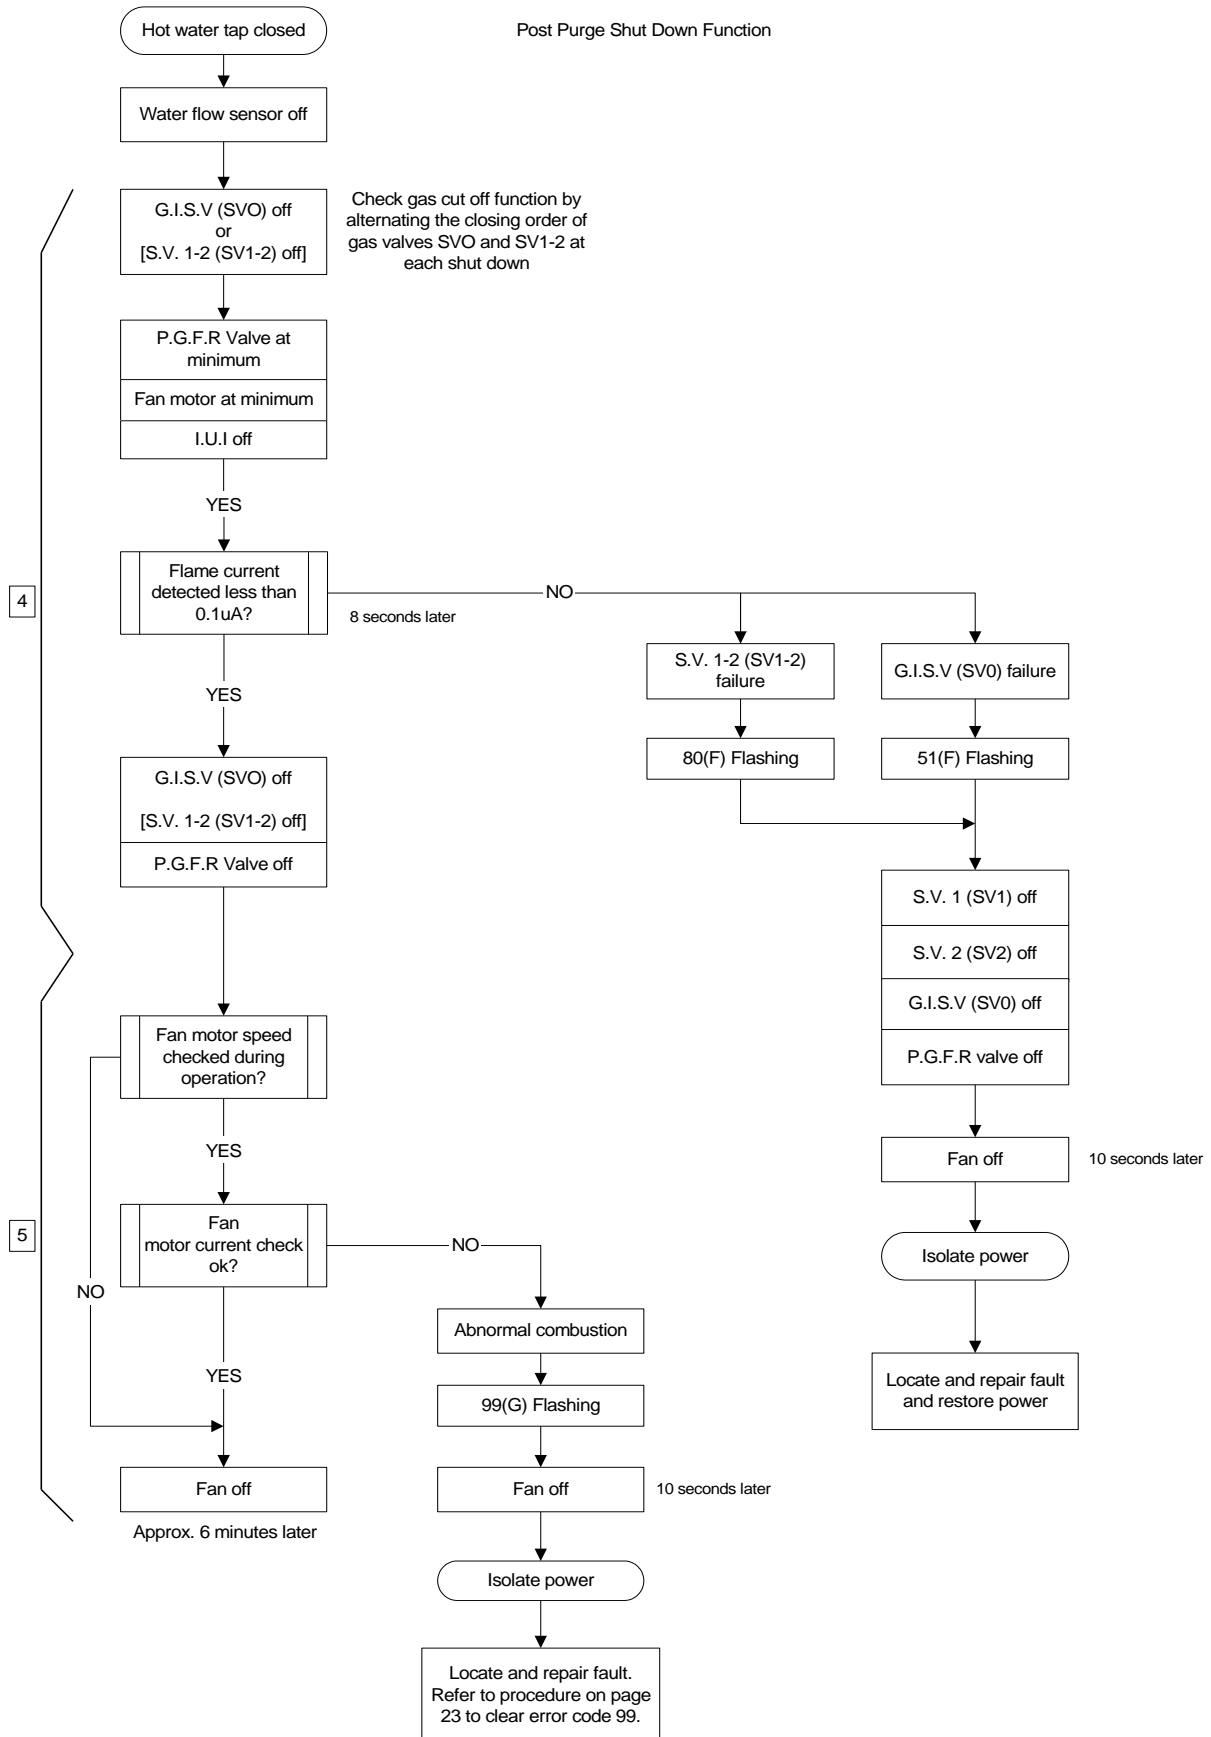 Hot water tap closed
Post Purge Shut Down Function
Water flow sensor off
G.I.S.V (SVO) off
or
[S.V. 1-2 (SV1-2) off]
Check gas cut off function by
alternating the closing order of
gas valves SVO and SV1-2 at
each shut down
P.G.F.R Valve at
minimum
Fan motor at minimum
I.U.I off
YES
4
Flame current
detected less than
0.1uA?
8 seconds later
NO
S.V. 1-2 (SV1-2)
failure
G.I.S.V (SV0) failure
80(F) Flashing
51(F) Flashing
YES
G.I.S.V (SVO) off
[S.V. 1-2 (SV1-2) off]
P.G.F.R Valve off
S.V. 1 (SV1) off
S.V. 2 (SV2) off
G.I.S.V (SV0) off
P.G.F.R valve off
Fan off
10 seconds later
Isolate power
Locate and repair fault
and restore power
5
Fan motor speed
checked during
operation?
YES
NO
Fan
motor current check
ok?
NO
YES
Abnormal combustion
99(G) Flashing
Fan off
10 seconds later
Fan off
Approx. 6 minutes later
Isolate power
Locate and repair fault.
Refer to procedure on page
23 to clear error code 99.